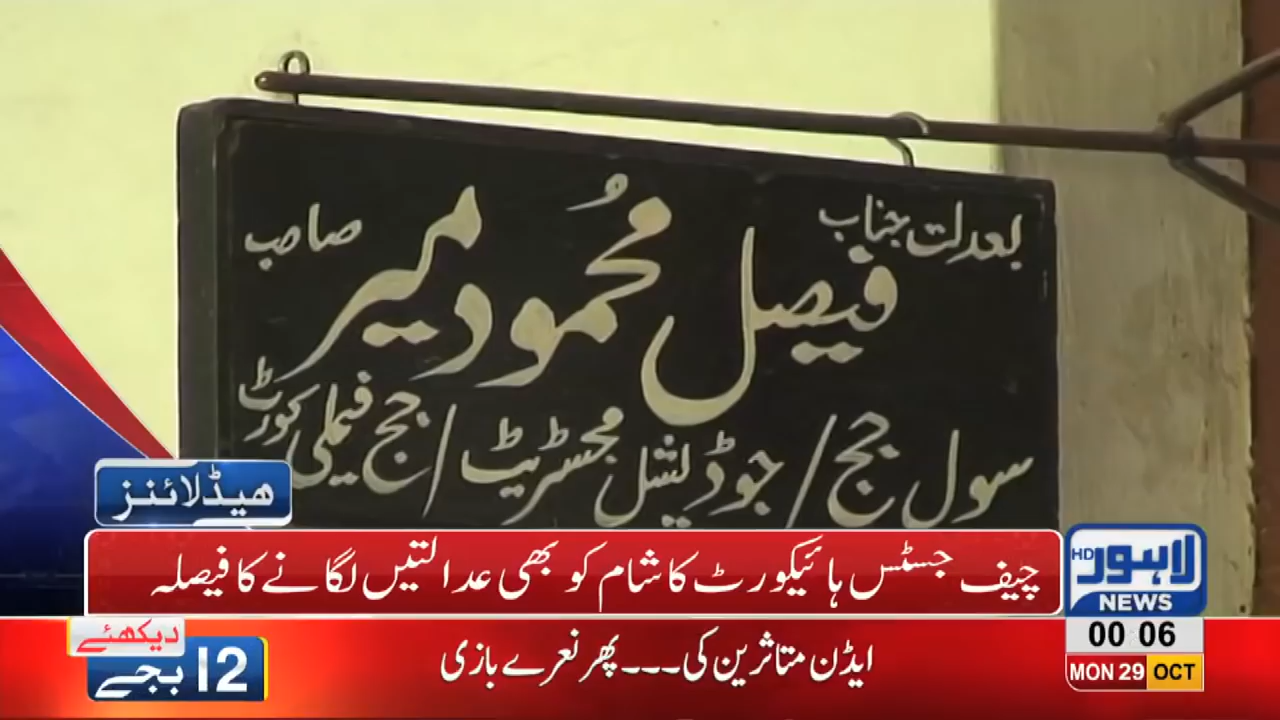 بعدلت جناب
فیصل محمود میر صاحب
سول جج / جوڈیشل مجسٹریٹ / جج فیملی کورٹ
ھیڈلائنز
چیف جسٹس ہائیکورٹ کا شام کو بھی عدالتیں لگانے کا فیصلہ
لاہور HD
NEWS
00 06
MON 29 OCT
ایڈن متاثرین کی۔۔۔پھر نعرے بازی
دیکھئے
12 بجے